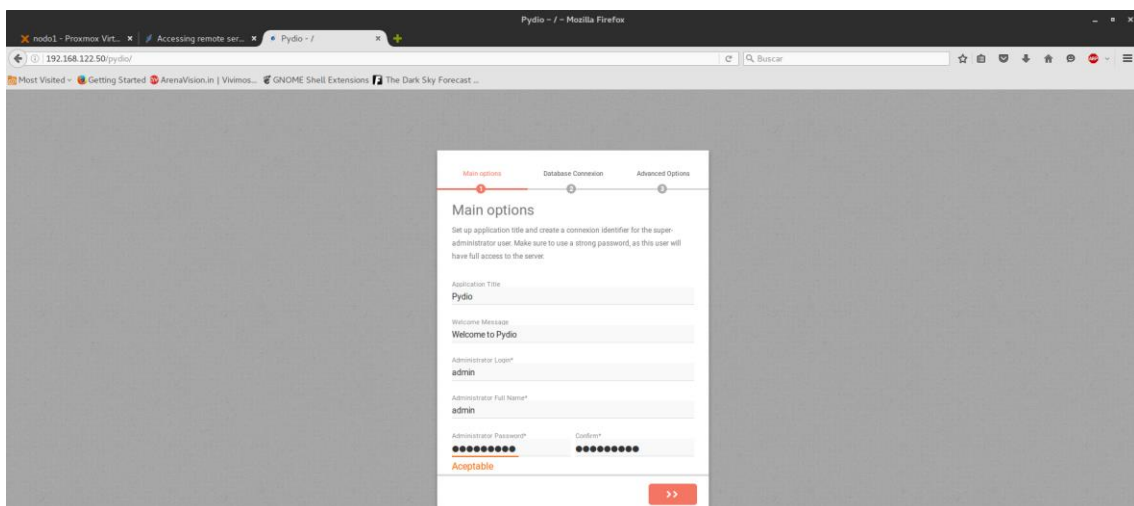 Pydio - / - Mozilla Firefox
nodo1 - Proxmox Virt... Accessing remote ser... Pydio - /
192.168.122.50/pydio/ Buscar
Most Visited Getting Started ArenaVision.in | Vivimos... GNOME Shell Extensions The Dark Sky Forecast ...
Main options Database Connexion Advanced Options
1 2 3
Main options
Set up application title and create a connexion identifier for the super-
administrator user. Make sure to use a strong password, as this user will
have full access to the server.
Application Title
Pydio
Welcome Message
Welcome to Pydio
Administrator Login*
admin
Administrator Full Name*
admin
Administrator Password* Confirm*
●●●●●●●●● ●●●●●●●●●
Aceptable
>>